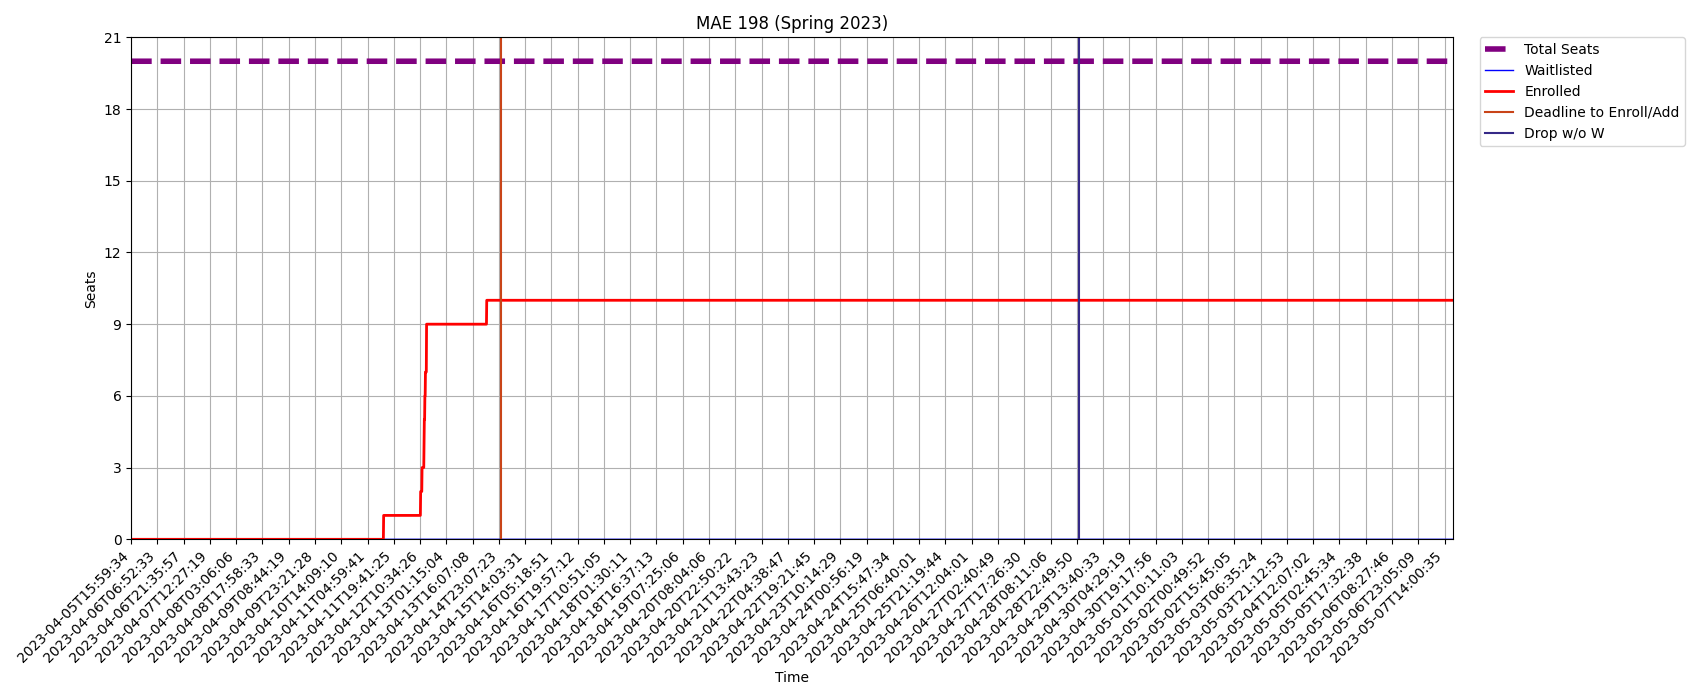 MAE 198 (Spring 2023)
21
18
15
12
9
6
3
0
Seats
2023-04-05T15:59:34
2023-04-06T06:52:33
2023-04-06T21:35:57
2023-04-07T12:27:19
2023-04-08T03:06:06
2023-04-08T17:58:33
2023-04-09T08:44:19
2023-04-09T23:21:28
2023-04-10T14:09:10
2023-04-11T04:59:41
2023-04-11T19:41:25
2023-04-12T10:34:26
2023-04-13T01:15:04
2023-04-13T16:07:08
2023-04-14T23:07:23
2023-04-15T14:03:31
2023-04-16T05:18:51
2023-04-16T19:57:12
2023-04-17T10:51:05
2023-04-18T01:30:11
2023-04-18T16:37:13
2023-04-19T07:25:06
2023-04-20T08:04:06
2023-04-20T22:50:22
2023-04-21T13:43:23
2023-04-22T04:38:47
2023-04-22T19:21:45
2023-04-23T10:14:29
2023-04-24T00:56:19
2023-04-24T15:47:34
2023-04-25T06:40:01
2023-04-25T21:19:44
2023-04-26T12:04:01
2023-04-27T02:40:49
2023-04-27T17:26:30
2023-04-28T08:11:06
2023-04-28T22:49:50
2023-04-29T13:40:33
2023-04-30T04:29:19
2023-04-30T19:17:56
2023-05-01T10:11:03
2023-05-02T00:49:52
2023-05-02T15:45:05
2023-05-03T06:35:24
2023-05-03T21:12:53
2023-05-04T12:07:02
2023-05-05T02:45:34
2023-05-05T17:32:38
2023-05-06T08:27:46
2023-05-06T23:05:09
2023-05-07T14:00:35
Time
Total Seats
Waitlisted
Enrolled
Deadline to Enroll/Add
Drop w/o W